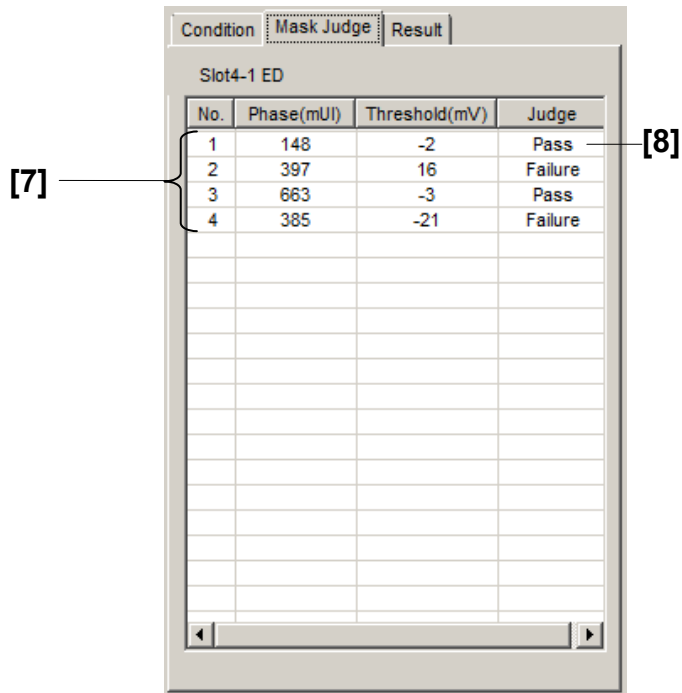 Condition Mask Judge Result
Slot4-1 ED
No. Phase(mUI) Threshold(mV) Judge
1 148 -2 Pass [8]
2 397 16 Failure
[7]
3 663 -3 Pass
4 385 -21 Failure